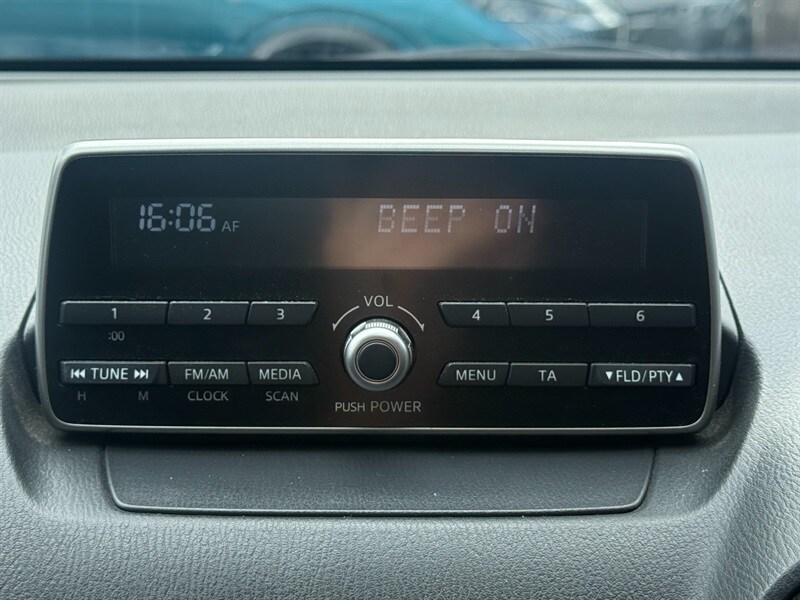 16:06 AF BEEP ON
VOL
1 2 3 4 5 6
:00
⏮ TUNE ⏭ FM/AM MEDIA MENU TA ▼FLD/PTY▲
H M CLOCK SCAN
PUSH POWER